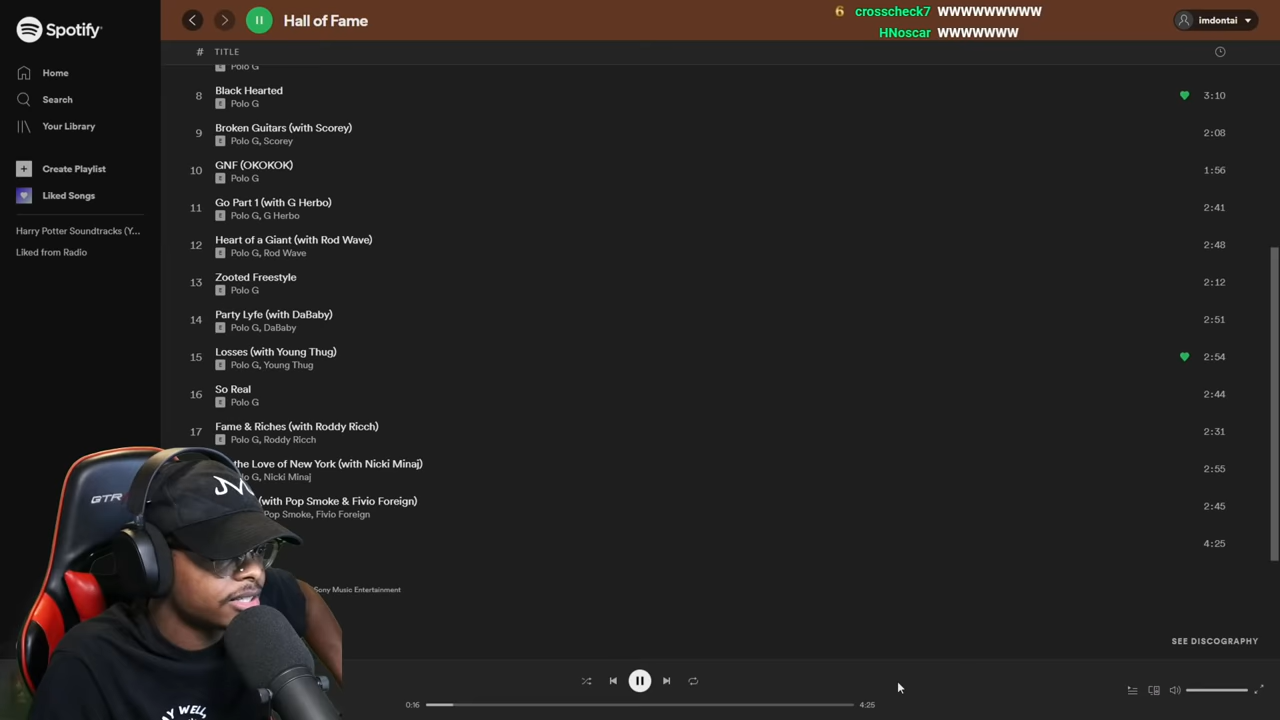 Spotify
Hall of Fame
6 crosscheck7 WWWWWWWWW
HNoscar WWWWWWW
imdontai
Home
Search
Your Library
Create Playlist
Liked Songs
Harry Potter Soundtracks (Y...
Liked from Radio
# TITLE
Polo G
8 Black Hearted 3:10
E Polo G
9 Broken Guitars (with Scorey) 2:08
E Polo G, Scorey
10 GNF (OKOKOK) 1:56
E Polo G
11 Go Part 1 (with G Herbo) 2:41
E Polo G, G Herbo
12 Heart of a Giant (with Rod Wave) 2:48
E Polo G, Rod Wave
13 Zooted Freestyle 2:12
E Polo G
14 Party Lyfe (with DaBaby) 2:51
E Polo G, DaBaby
15 Losses (with Young Thug) 2:54
E Polo G, Young Thug
16 So Real 2:44
E Polo G
17 Fame & Riches (with Roddy Ricch) 2:31
E Polo G, Roddy Ricch
the Love of New York (with Nicki Minaj) 2:55
G, Nicki Minaj
(with Pop Smoke & Fivio Foreign) 2:45
Pop Smoke, Fivio Foreign
4:25
Sony Music Entertainment
SEE DISCOGRAPHY
0:16 4:25
GTR
WELL